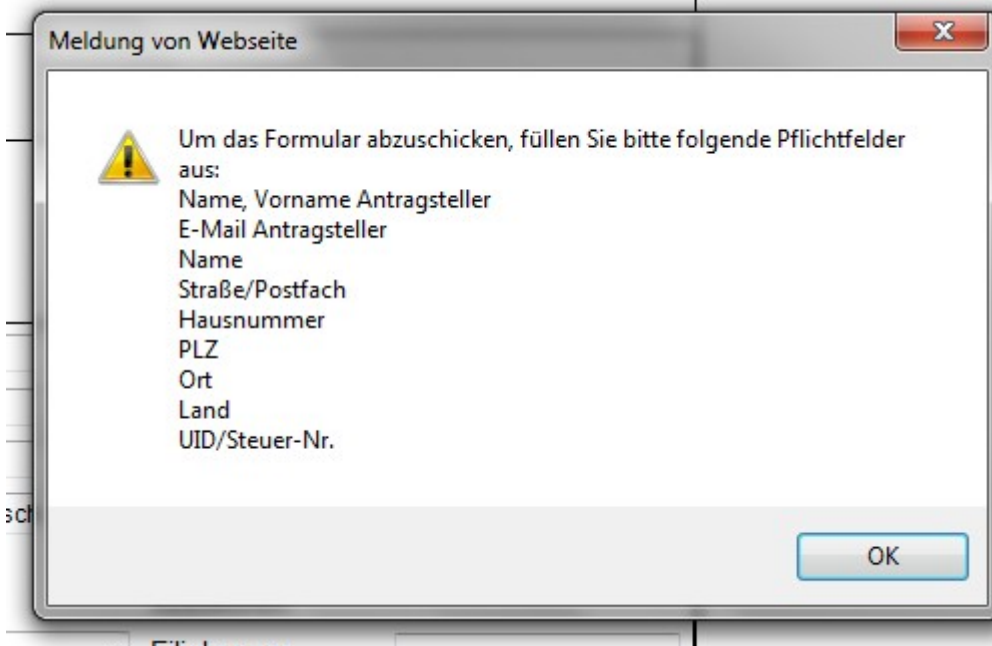 Meldung von Webseite
Um das Formular abzuschicken, füllen Sie bitte folgende Pflichtfelder
aus:
Name, Vorname Antragsteller
E-Mail Antragsteller
Name
Straße/Postfach
Hausnummer
PLZ
Ort
Land
UID/Steuer-Nr.
sch
OK